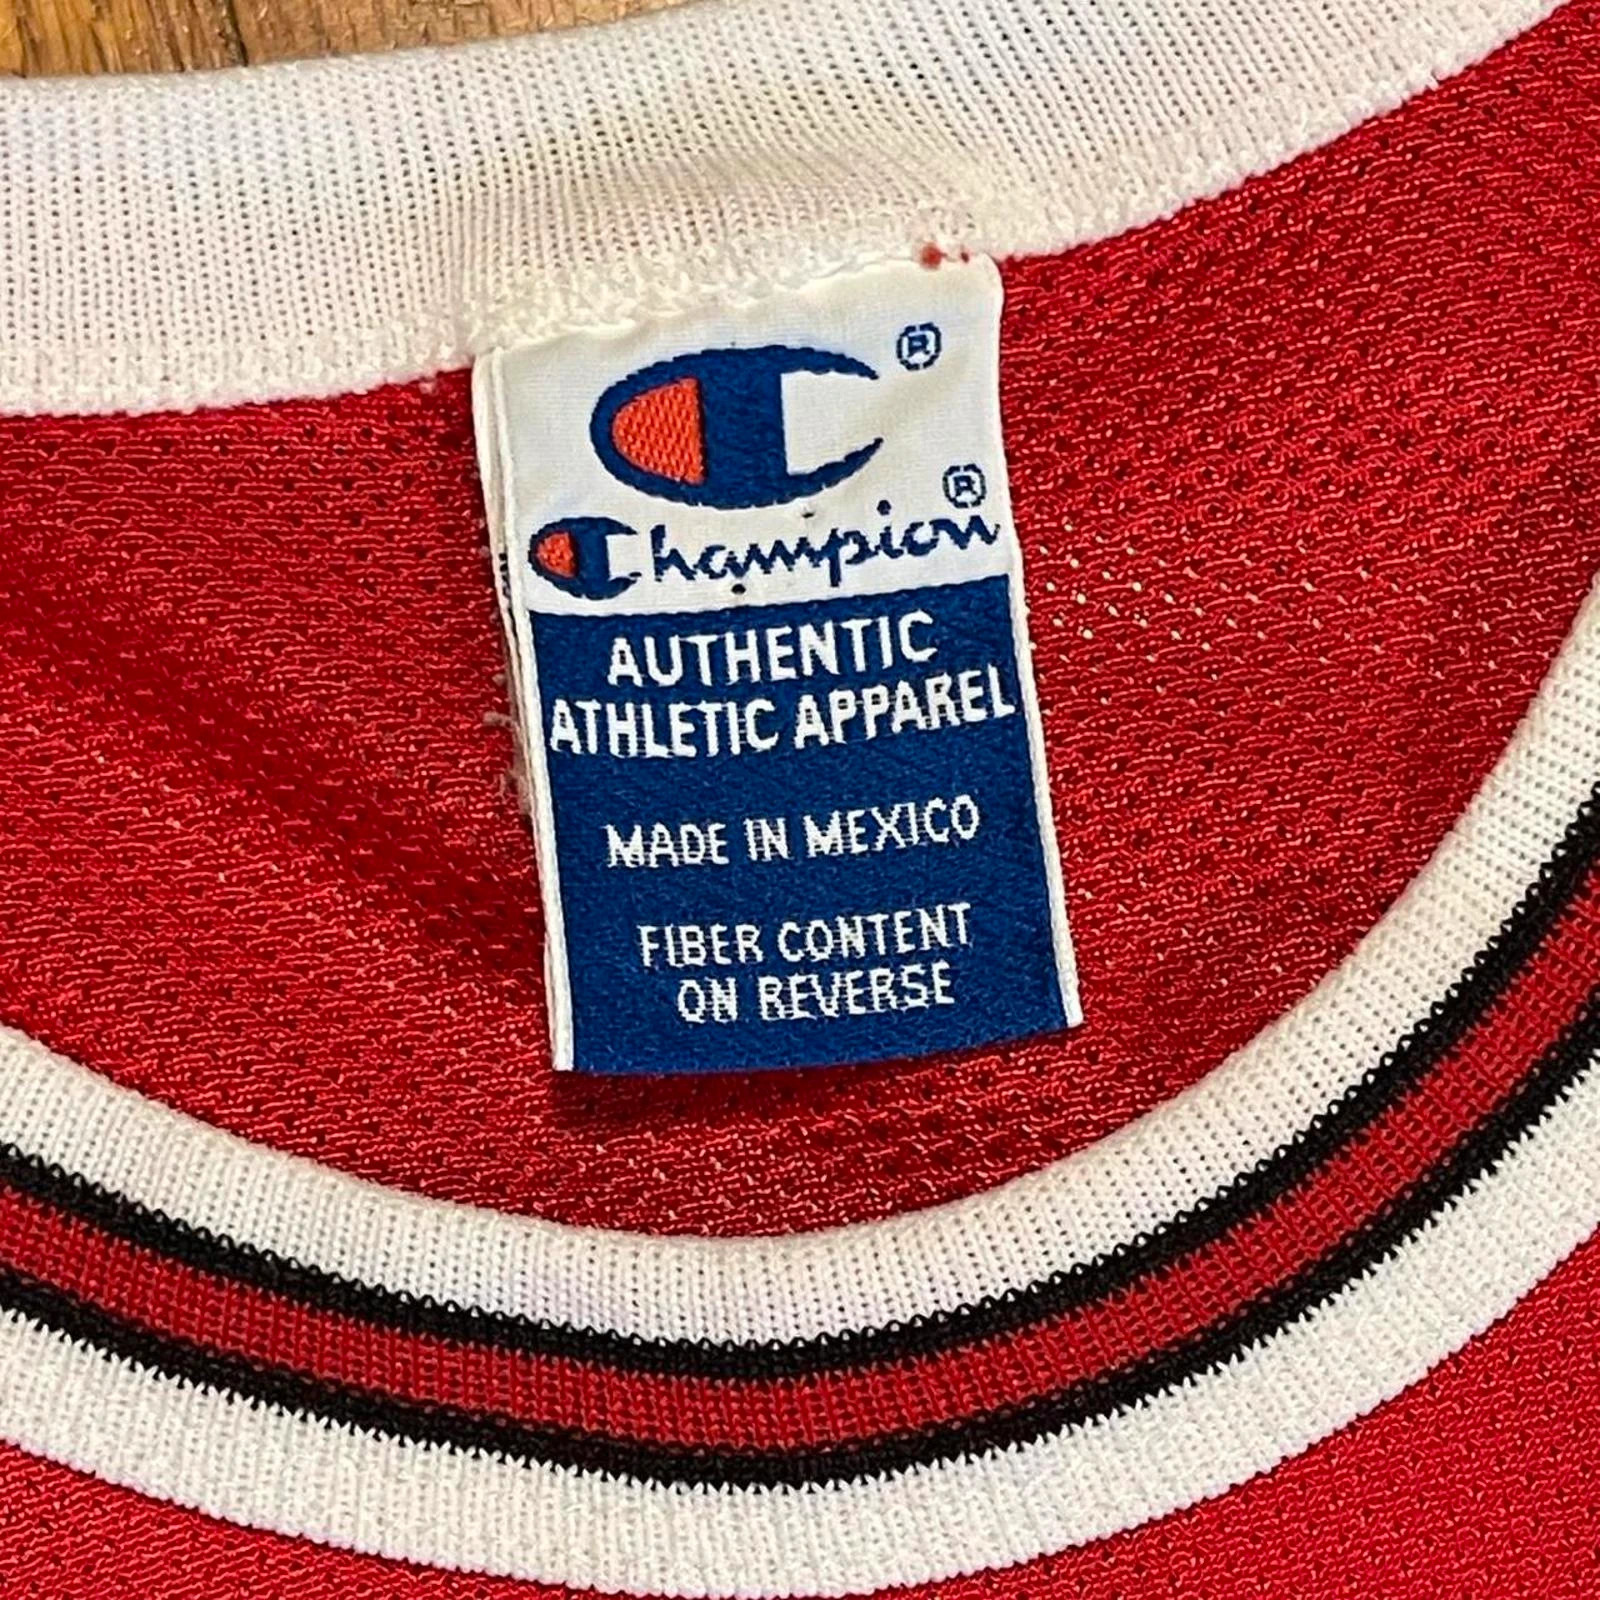 ®
Champion®
AUTHENTIC
ATHLETIC APPAREL
MADE IN MEXICO
FIBER CONTENT
ON REVERSE